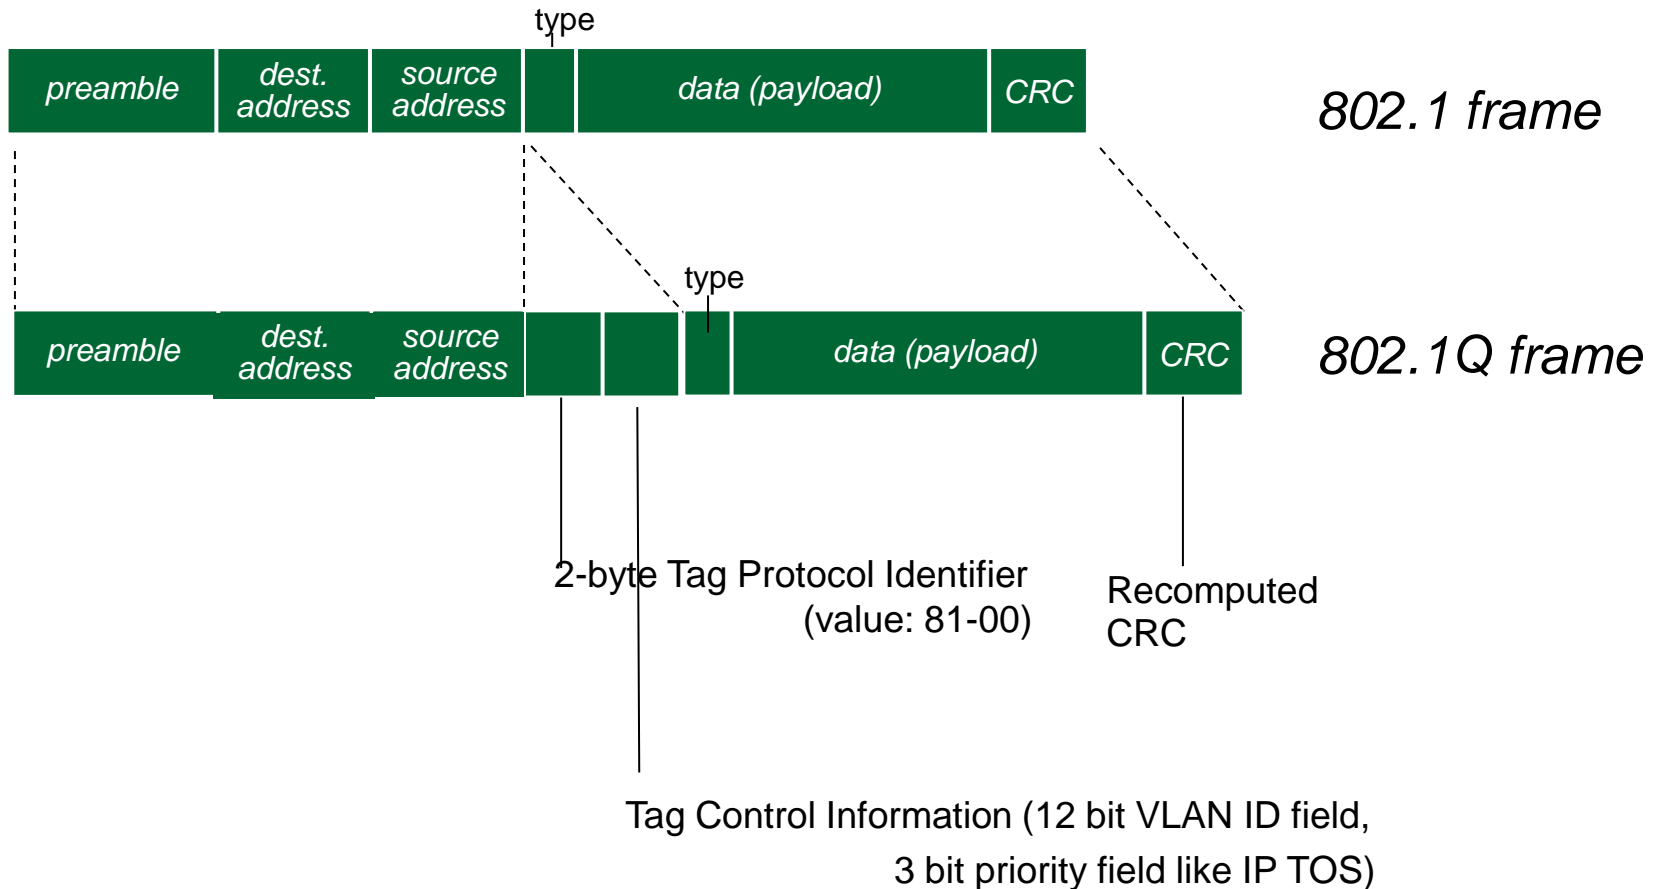 type
preamble
dest.
address
source
address
data (payload)
CRC
802.1 frame
type
preamble
dest.
address
source
address
data (payload)
CRC
802.1Q frame
2-byte Tag Protocol Identifier
(value: 81-00)
Recomputed
CRC
Tag Control Information (12 bit VLAN ID field,
3 bit priority field like IP TOS)